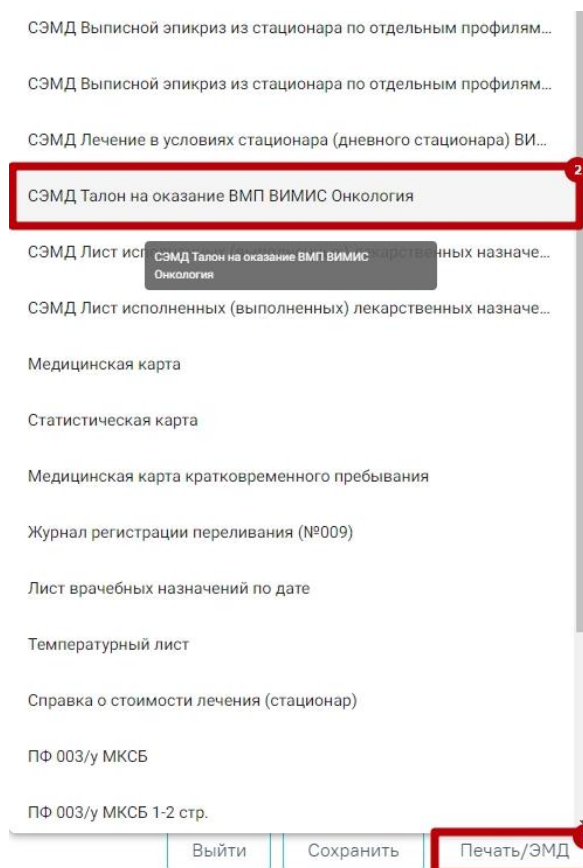 СЭМД Выписной эпикриз из стационара по отдельным профилям...
СЭМД Выписной эпикриз из стационара по отдельным профилям...
СЭМД Лечение в условиях стационара (дневного стационара) ВИ...
2
СЭМД Талон на оказание ВМП ВИМИС Онкология
СЭМД Лист исп нных назначе...
СЭМД Талон на оказание ВМП ВИМИС
Онкология
СЭМД Лист исполненных (выполненных) лекарственных назначе...
Медицинская карта
Статистическая карта
Медицинская карта кратковременного пребывания
Журнал регистрации переливания (№009)
Лист врачебных назначений по дате
Температурный лист
Справка о стоимости лечения (стационар)
ПФ 003/у МКСБ
ПФ 003/у МКСБ 1-2 стр.
Выйти Сохранить Печать/ЭМД